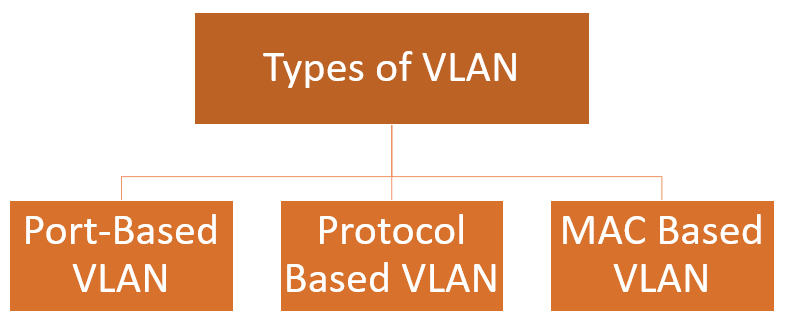 Types of VLAN
Port-Based
VLAN
Protocol
Based VLAN
MAC Based
VLAN